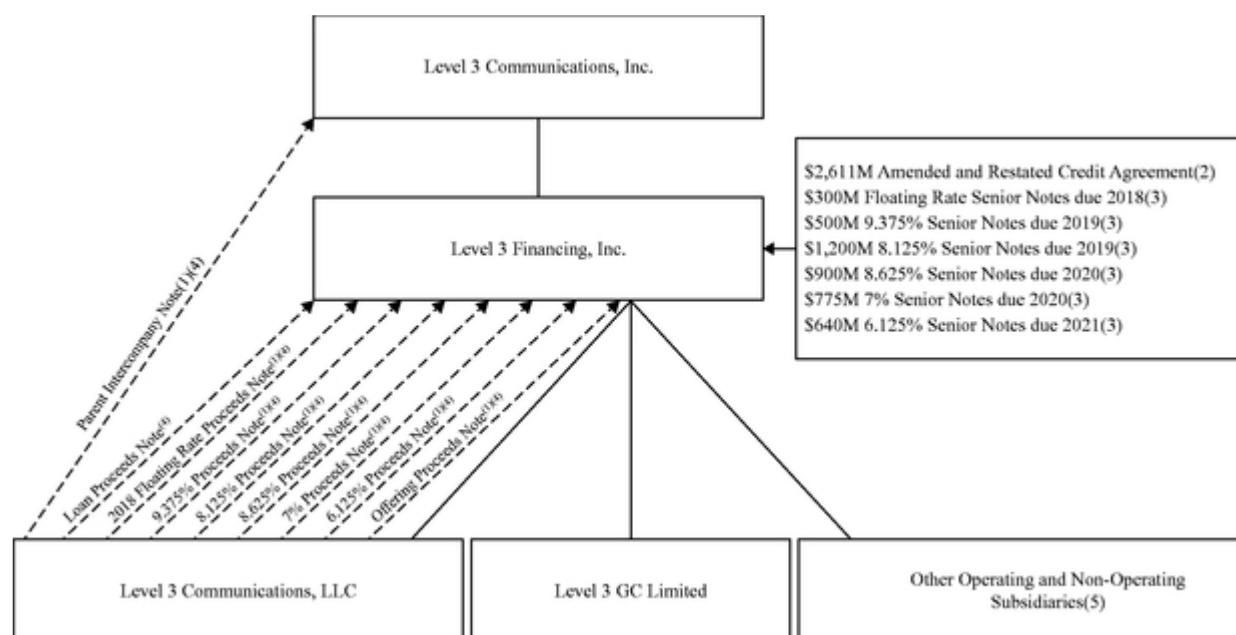 Level 3 Communications, Inc.
$2,611M Amended and Restated Credit Agreement(2)
$300M Floating Rate Senior Notes due 2018(3)
$500M 9.375% Senior Notes due 2019(3)
$1,200M 8.125% Senior Notes due 2019(3)
$900M 8.625% Senior Notes due 2020(3)
$775M 7% Senior Notes due 2020(3)
$640M 6.125% Senior Notes due 2021(3)
Level 3 Financing, Inc.
Parent Intercompany Note(1)(4)
Loan Proceeds Note(4)
2018 Floating Rate Proceeds Note(1)(4)
9.375% Proceeds Note(1)(4)
8.125% Proceeds Note(1)(4)
8.625% Proceeds Note(1)(4)
7% Proceeds Note(1)(4)
6.125% Proceeds Note(1)(4)
Offering Proceeds Note(1)(4)
Level 3 Communications, LLC
Level 3 GC Limited
Other Operating and Non-Operating
Subsidiaries(5)